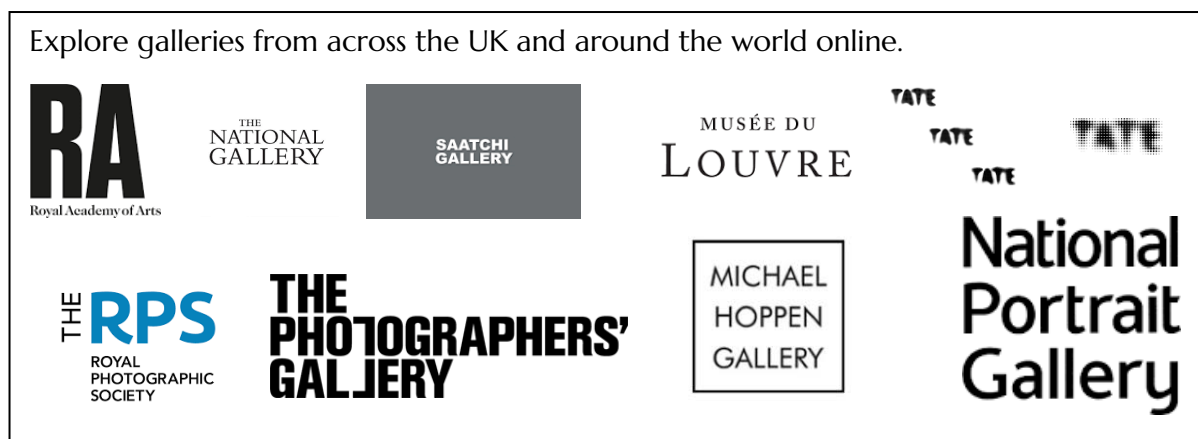 Explore galleries from across the UK and around the world online.
RA
Royal Academy of Arts
THE
NATIONAL
GALLERY
SAATCHI
GALLERY
MUSÉE DU
LOUVRE
TATE
TATE
TATE
TATE
THE RPS
ROYAL
PHOTOGRAPHIC
SOCIETY
THE
PHOTOGRAPHERS’
GALLERY
MICHAEL
HOPPEN
GALLERY
National
Portrait
Gallery